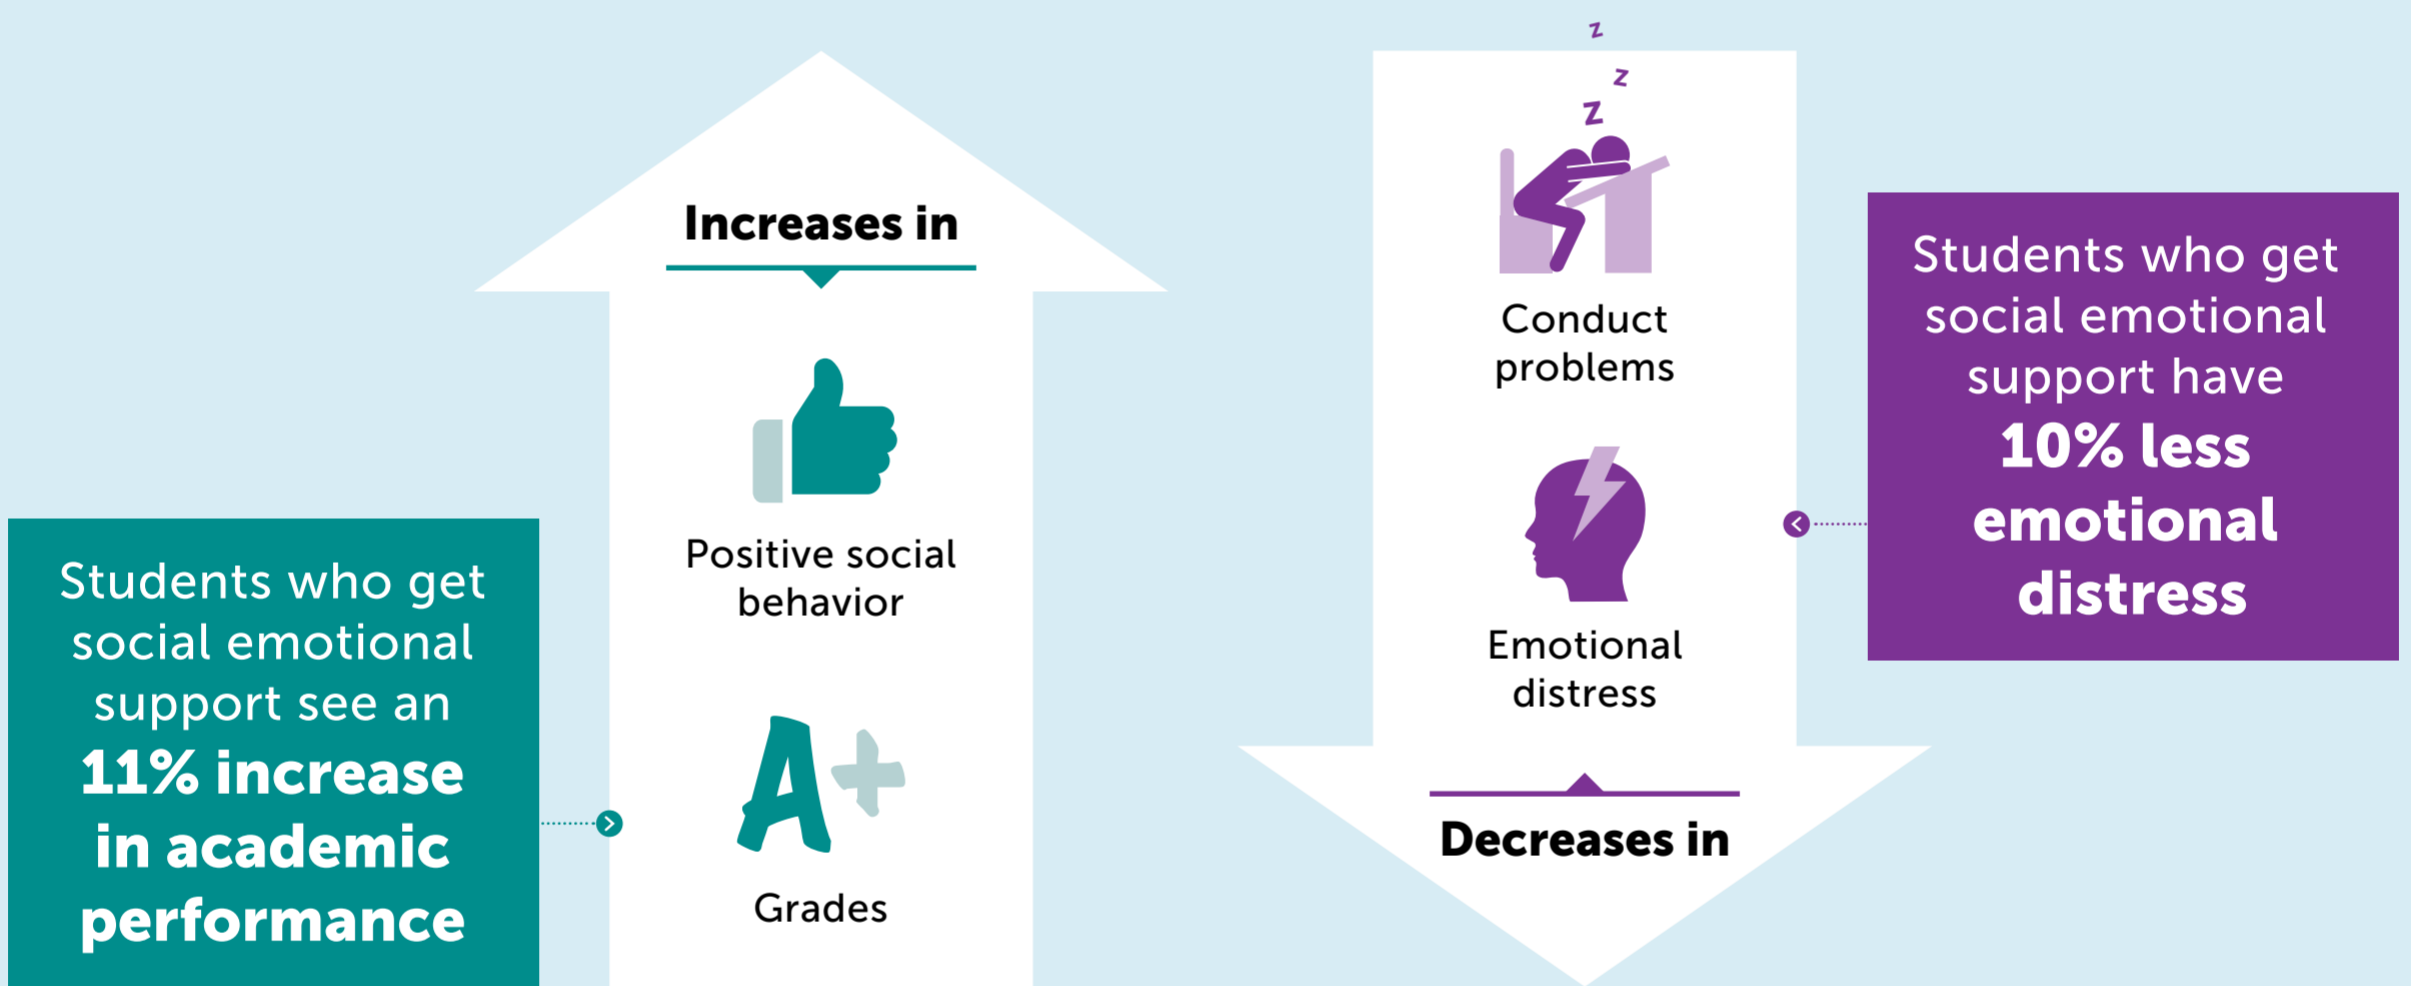 Increases in
Positive social
behavior
A+
Grades
Students who get
social emotional
support see an
11% increase
in academic
performance
z
z
z
Conduct
problems
Emotional
distress
Decreases in
Students who get
social emotional
support have
10% less
emotional
distress